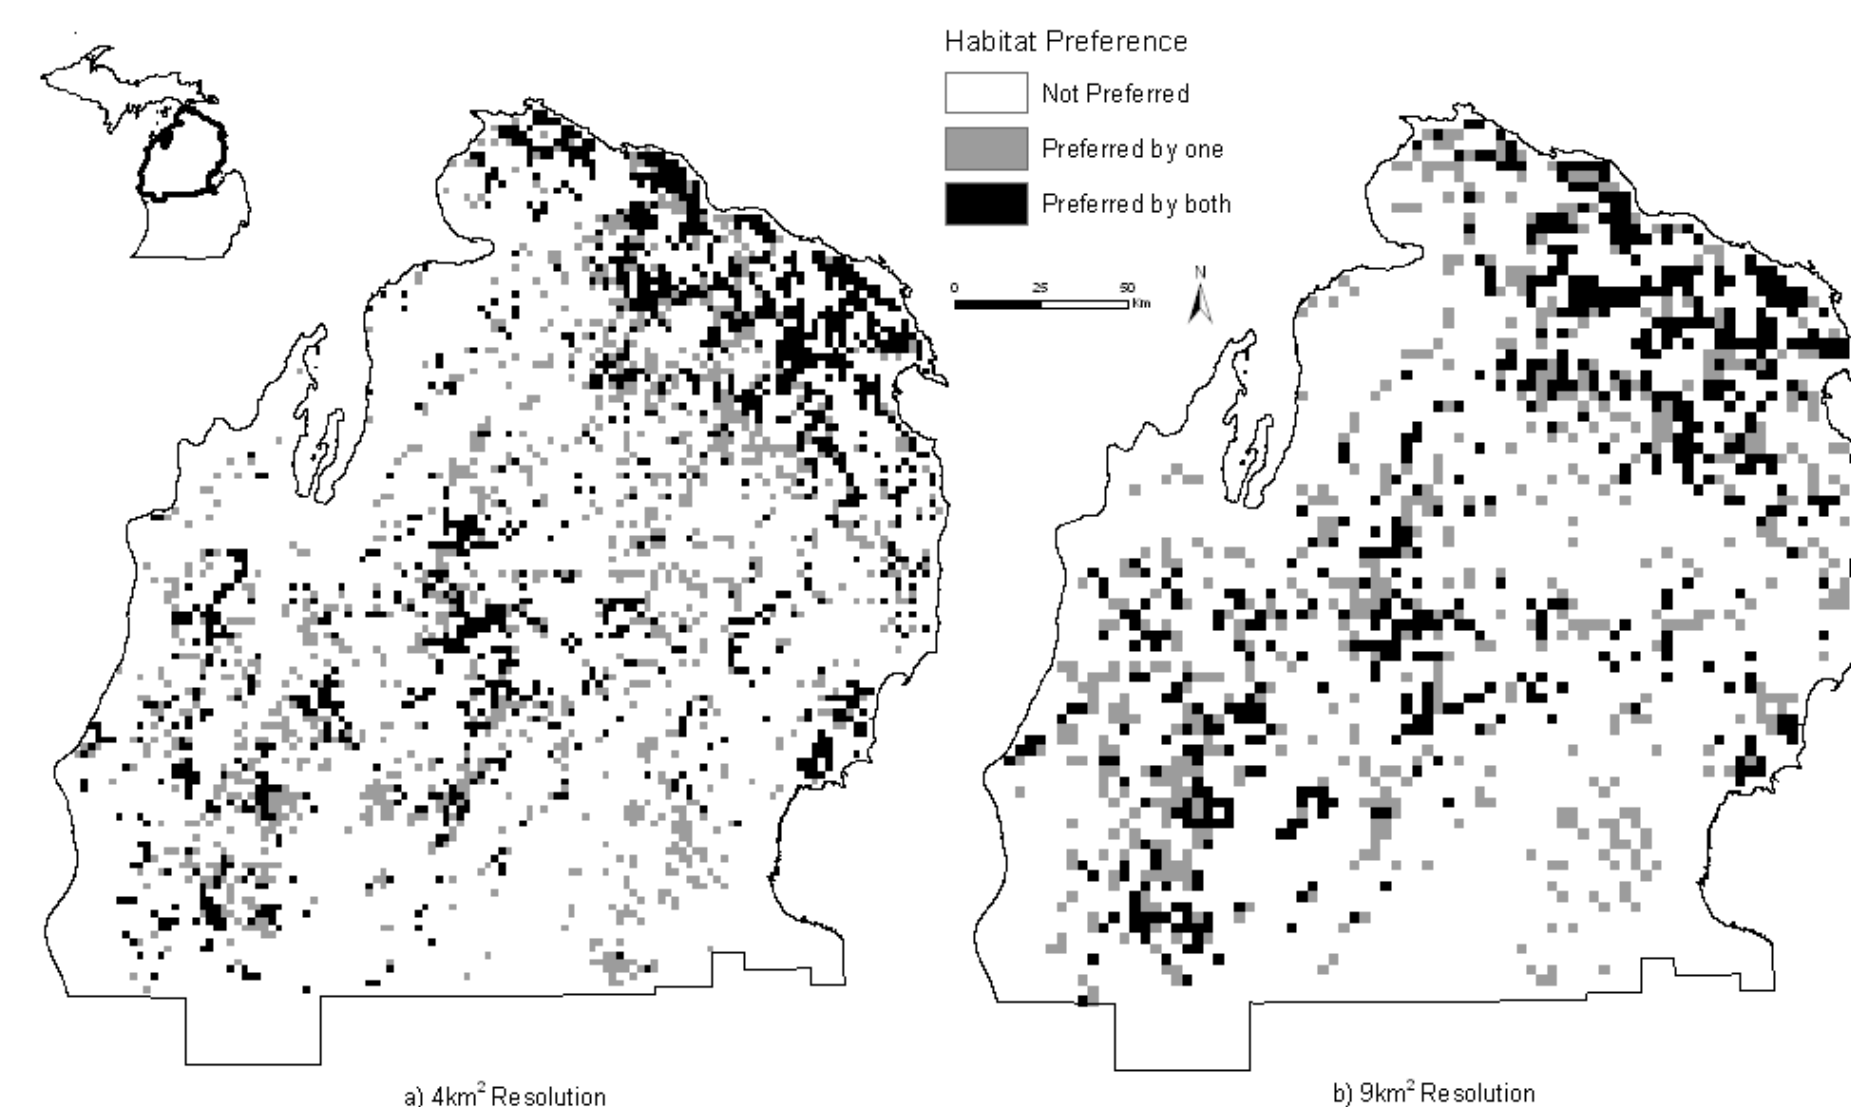 Habitat Preference
Not Preferred
Preferred by one
Preferred by both
0 25 50
Km
N
a) 4km² Resolution
b) 9km² Resolution